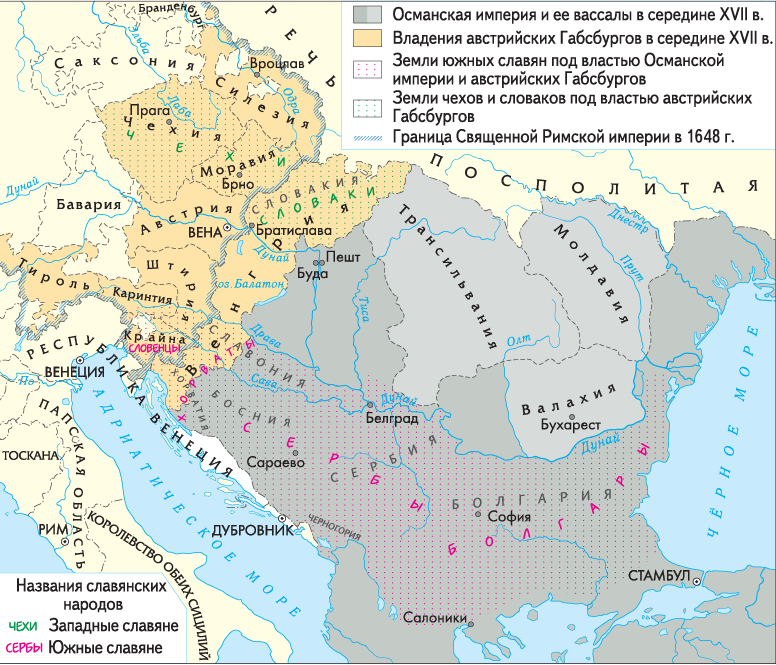 Османская империя и ее вассалы в середине XVII в.
Владения австрийских Габсбургов в середине XVII в.
Земли южных славян под властью Османской
империи и австрийских Габсбургов
Земли чехов и словаков под властью австрийских
Габсбургов
Граница Священной Римской империи в 1648 г.
Бранденбург
РЕЧЬ
ПОСПОЛИТАЯ
Эльба
Саксония
Вроцлав
Силезия
Одра
Прага
Лаба
Чехия
ЧЕХИ
Моравия
Брно
СЛОВАКИЯ
СЛОВАКИ
Дунай
Бавария
Австрия
ВЕНА
Братислава
Дунай
Венгрия
Пешт
Буда
оз. Балатон
Тироль
Штирия
Каринтия
Крайна
СЛОВЕНЦЫ
Трансильвания
Молдавия
Днестр
Прут
Тиса
Олт
РЕСПУБЛИКА ВЕНЕЦИЯ
ВЕНЕЦИЯ
По
СЛАВОНИЯ
Драва
Сава
ХОРВАТИЯ
ХОРВАТЫ
БОСНИЯ
Сараево
Белград
Дунай
СЕРБИЯ
СЕРБЫ
Валахия
Бухарест
Дунай
ЧЁРНОЕ МОРЕ
АДРИАТИЧЕСКОЕ МОРЕ
ПАПСКАЯ ОБЛАСТЬ
ТОСКАНА
РИМ
КОРОЛЕВСТВО ОБЕИХ СИЦИЛИЙ
ДУБРОВНИК
ЧЕРНОГОРИЯ
БОЛГАРИЯ
София
БОЛГАРЫ
СТАМБУЛ
Салоники
Названия славянских
народов
ЧЕХИ Западные славяне
СЕРБЫ Южные славяне